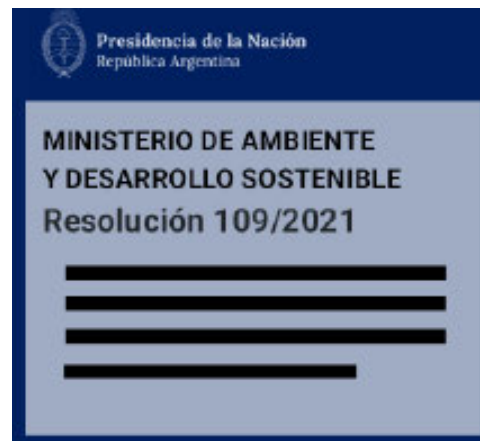 Presidencia de la Nación
República Argentina
MINISTERIO DE AMBIENTE
Y DESARROLLO SOSTENIBLE
Resolución 109/2021